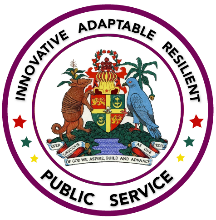 INNOVATIVE ADAPTABLE RESILIENT
PUBLIC SERVICE